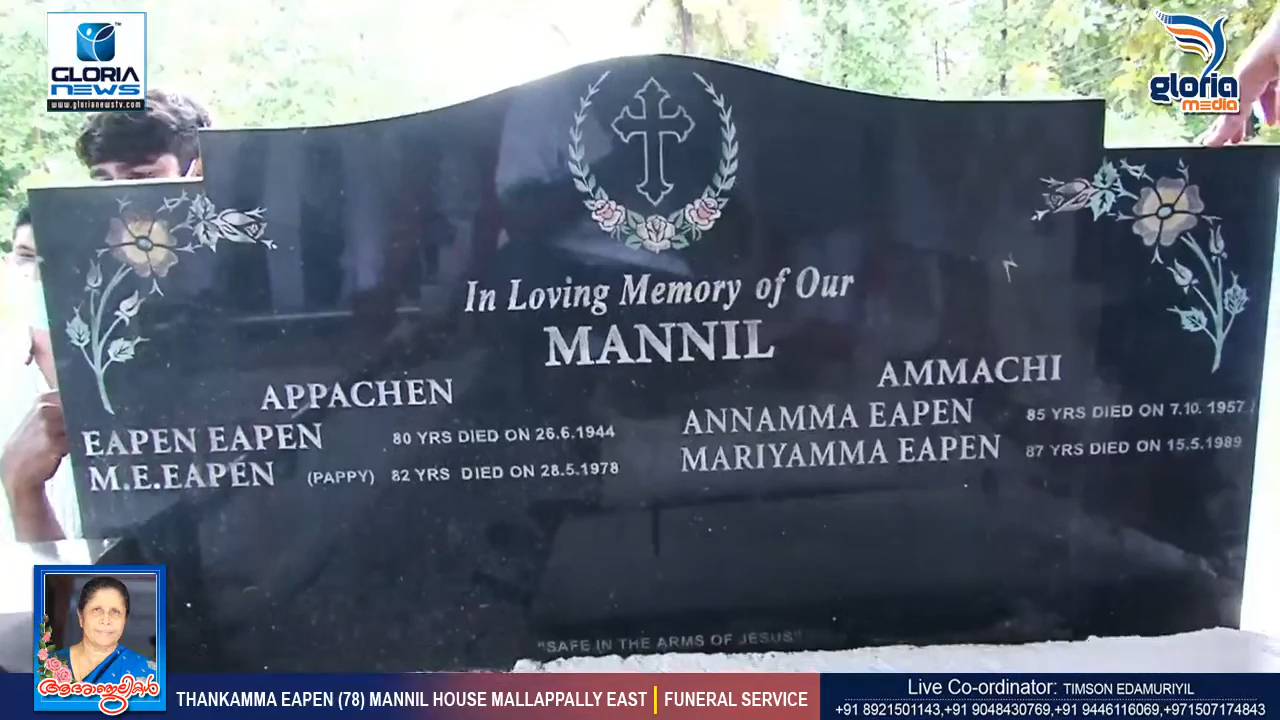 GLORIA
NEWS
www.glorianewstv.com
gloria
media
In Loving Memory of Our
MANNIL
APPACHEN
EAPEN EAPEN 80 YRS DIED ON 26.6.1944
M.E.EAPEN (PAPPY) 82 YRS DIED ON 28.5.1978
AMMACHI
ANNAMMA EAPEN 85 YRS DIED ON 7.10. 1957
MARIYAMMA EAPEN 87 YRS DIED ON 15.5.1989
"SAFE IN THE ARMS OF JESUS"
ആദരാഞ്ജലികൾ
THANKAMMA EAPEN (78) MANNIL HOUSE MALLAPPALLY EAST | FUNERAL SERVICE
Live Co-ordinator: TIMSON EDAMURIYIL
+91 8921501143,+91 9048430769,+91 9446116069,+971507174843